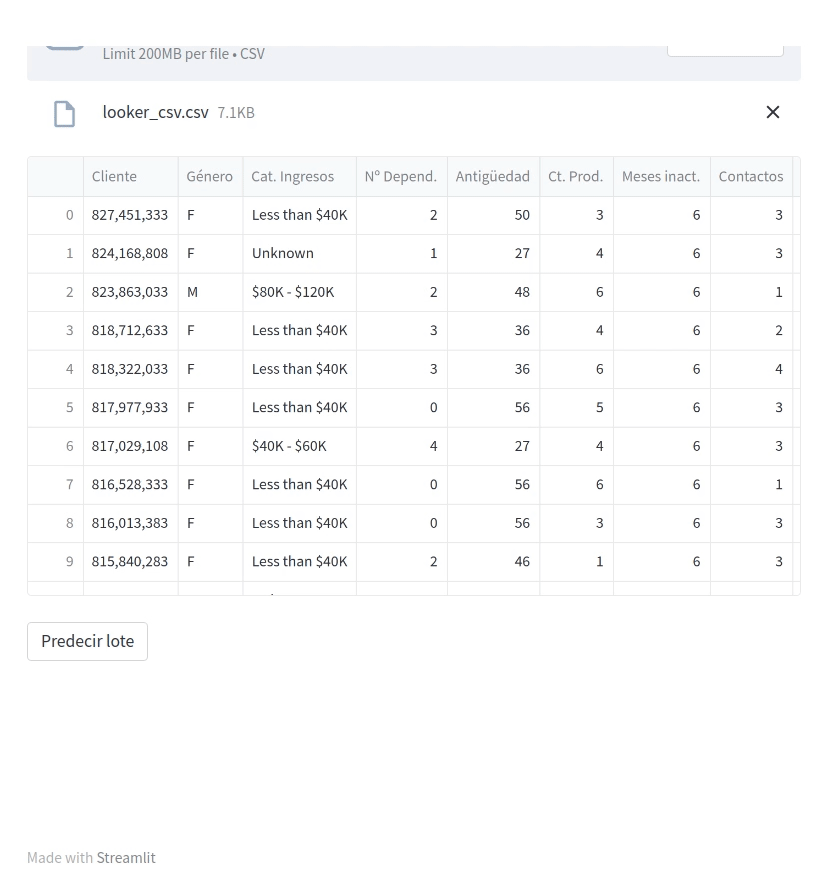 Limit 200MB per file • CSV
looker_csv.csv 7.1KB
Cliente Género Cat. Ingresos Nº Depend. Antigüedad Ct. Prod. Meses inact. Contactos
0 827,451,333 F Less than $40K 2 50 3 6 3
1 824,168,808 F Unknown 1 27 4 6 3
2 823,863,033 M $80K - $120K 2 48 6 6 1
3 818,712,633 F Less than $40K 3 36 4 6 2
4 818,322,033 F Less than $40K 3 36 6 6 4
5 817,977,933 F Less than $40K 0 56 5 6 3
6 817,029,108 F $40K - $60K 4 27 4 6 3
7 816,528,333 F Less than $40K 0 56 6 6 1
8 816,013,383 F Less than $40K 0 56 3 6 3
9 815,840,283 F Less than $40K 2 46 1 6 3
Predecir lote
Made with Streamlit